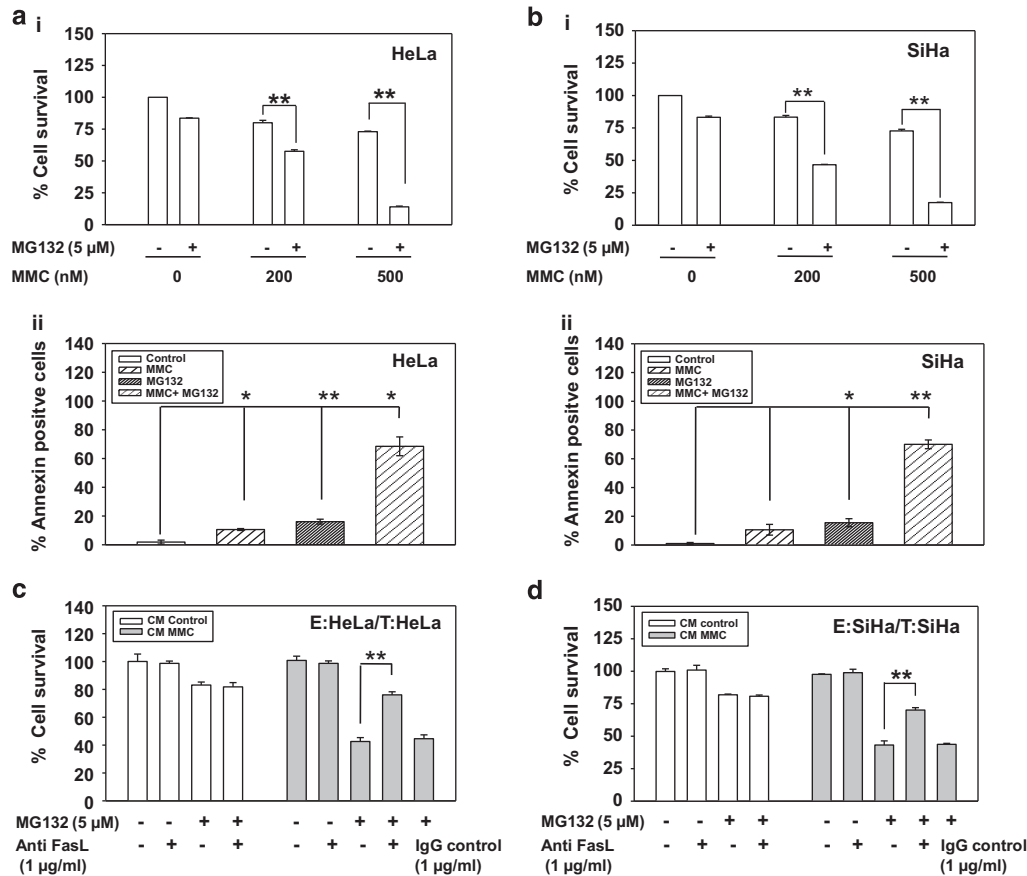 a
i
HeLa
150
125
100
75
50
25
0
% Cell survival
** **
MG132 (5 µM) - + - + - +
MMC (nM) 0 200 500
b
i
SiHa
150
125
100
75
50
25
0
% Cell survival
** **
MG132 (5 µM) - + - + - +
MMC (nM) 0 200 500
ii
HeLa
140
120
100
80
60
40
20
0
% Annexin positve cells
Control
MMC
MG132
MMC+ MG132
* ** *
ii
SiHa
140
120
100
80
60
40
20
0
% Annexin positve cells
Control
MMC
MG132
MMC+ MG132
* **
c
E:HeLa/T:HeLa
140
120
100
80
60
40
20
0
% Cell survival
CM Control
CM MMC
**
MG132 (5 µM) - - + + - - + + +
Anti FasL - + - + - + - + IgG control
(1 µg/ml) (1 µg/ml)
d
E:SiHa/T:SiHa
150
125
100
75
50
25
0
% Cell survival
CM control
CM MMC
**
MG132 (5 µM) - - + + - - + + +
Anti FasL - + - + - + - + IgG control
(1 µg/ml) (1 µg/ml)